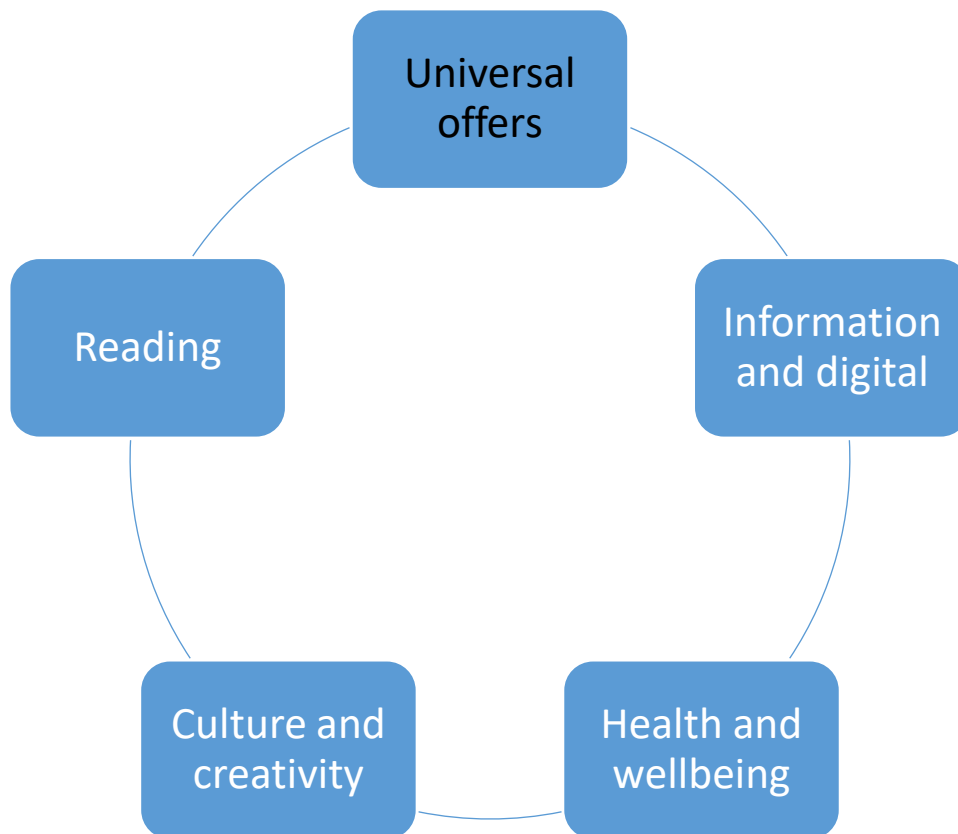 Universal
offers
Information
and digital
Health and
wellbeing
Culture and
creativity
Reading